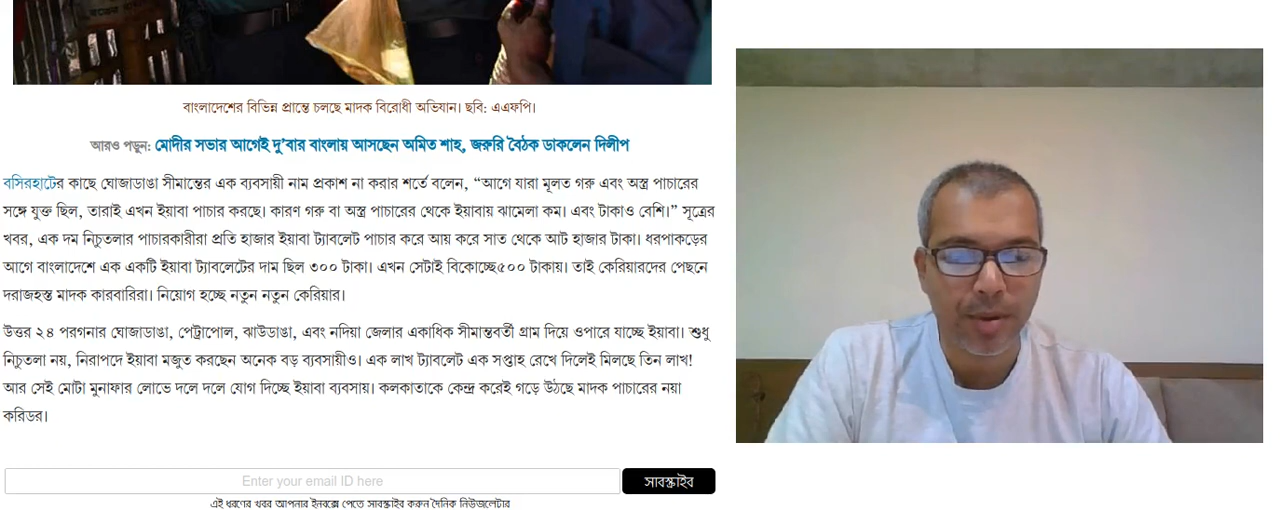 বাংলাদেশের বিভিন্ন প্রান্তে চলছে মাদক বিরোধী অভিযান। ছবি: এএফপি।
আরও পড়ুন: মোদীর সভার আগেই দু’বার বাংলায় আসছেন অমিত শাহ, জরুরি বৈঠক ডাকলেন দিলীপ
বসিরহাটের কাছে ঘোজাডাঙা সীমান্তের এক ব্যবসায়ী নাম প্রকাশ না করার শর্তে বলেন, “আগে যারা মূলত গরু এবং অস্ত্র পাচারের
সঙ্গে যুক্ত ছিল, তারাই এখন ইয়াবা পাচার করছে। কারণ গরু বা অস্ত্র পাচারের থেকে ইয়াবায় ঝামেলা কম। এবং টাকাও বেশি।” সূত্রের
খবর, এক দম নিচুতলার পাচারকারীরা প্রতি হাজার ইয়াবা ট্যাবলেট পাচার করে আয় করে সাত থেকে আট হাজার টাকা। ধরপাকড়ের
আগে বাংলাদেশে এক একটি ইয়াবা ট্যাবলেটের দাম ছিল ৩০০ টাকা। এখন সেটাই বিকোচ্ছে৫০০ টাকায়। তাই কেরিয়ারদের পেছনে
দরাজহস্ত মাদক কারবারিরা। নিয়োগ হচ্ছে নতুন নতুন কেরিয়ার।
উত্তর ২৪ পরগনার ঘোজাডাঙা, পেট্রাপোল, ঝাউডাঙা, এবং নদিয়া জেলার একাধিক সীমান্তবর্তী গ্রাম দিয়ে ওপারে যাচ্ছে ইয়াবা। শুধু
নিচুতলা নয়, নিরাপদে ইয়াবা মজুত করছেন অনেক বড় ব্যবসায়ীও। এক লাখ ট্যাবলেট এক সপ্তাহ রেখে দিলেই মিলছে তিন লাখ!
আর সেই মোটা মুনাফার লোভে দলে দলে যোগ দিচ্ছে ইয়াবা ব্যবসায়। কলকাতাকে কেন্দ্র করেই গড়ে উঠছে মাদক পাচারের নয়া
করিডর।
Enter your email ID here
সাবস্ক্রাইব
এই ধরণের খবর আপনার ইনবক্সে পেতে সাবস্ক্রাইব করুন দৈনিক নিউজলেটার